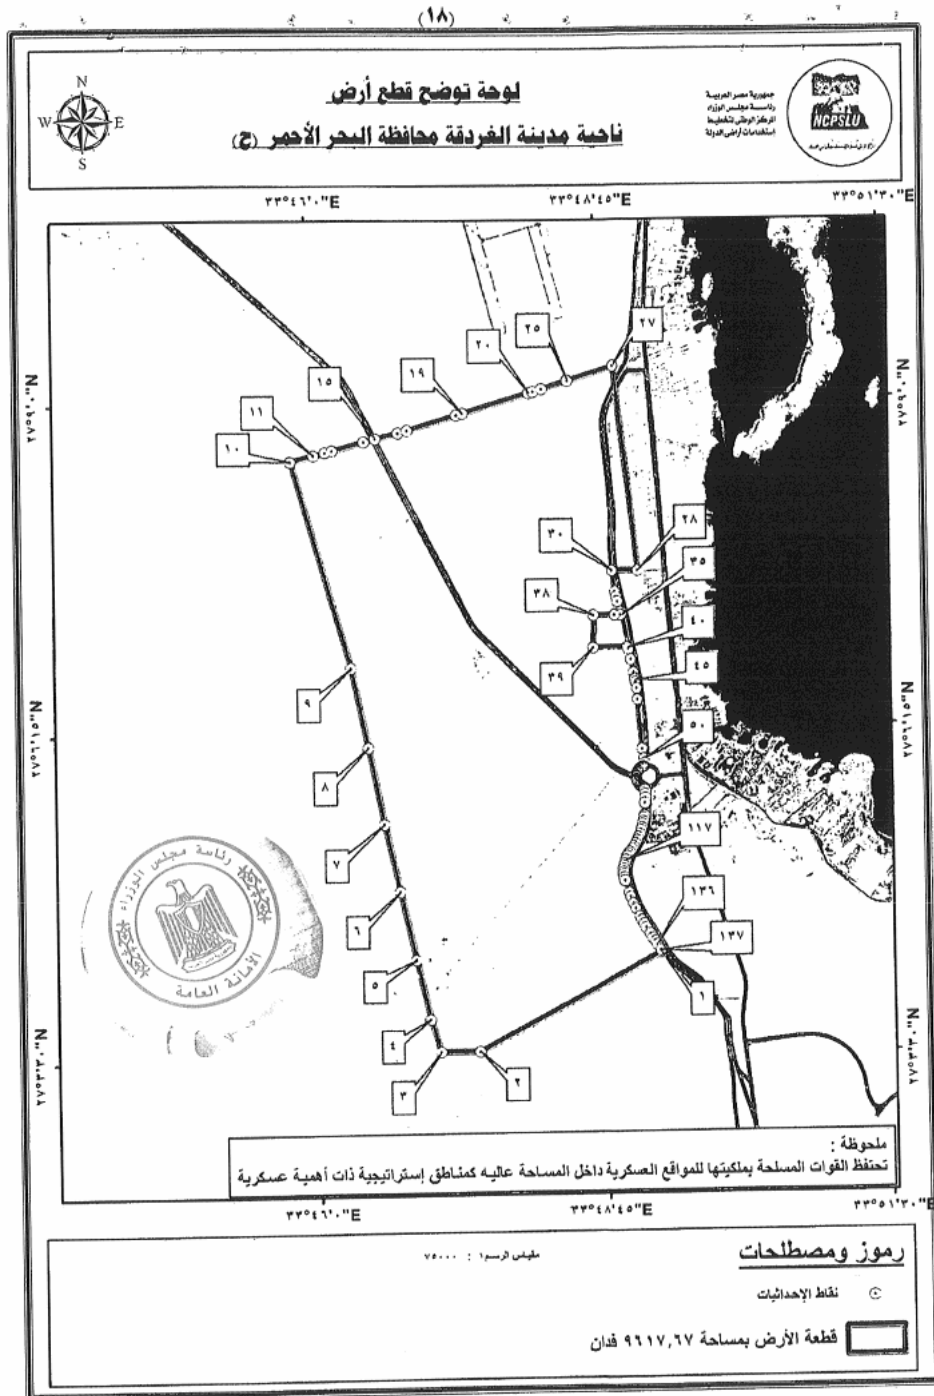 (١٨)
لوحة توضح قطع أرض
ناحية مدينة الغردقة محافظة البحر الأحمر (ح)
جمهورية مصر العربية
رئاسة مجلس الوزراء
المركز الوطني لتخطيط
إستخدامات أراضى الدولة
NCPSLU
N
W
E
S
٣٣°٤٦'٠"E
٣٣°٤٨'٤٥"E
٣٣°٥١'٣٠"E
٢٧
٢٥
٢٠
١٩
١٥
١١
١٠
٣٠
٢٨
٣٥
٣٨
٤٠
٣٩
٤٥
٩
٥٠
٨
٧
١١٧
٦
١٣٦
١٣٧
٥
١
٤
٣
٢
رئاسة مجلس الوزراء
الأمانة العامة
ملحوظة :
تحتفظ القوات المسلحة بملكيتها للمواقع العسكرية داخل المساحة عاليه كمناطق إستراتيجية ذات أهمية عسكرية
٣٣°٤٦'٠"E
٣٣°٤٨'٤٥"E
٣٣°٥١'٣٠"E
رموز ومصطلحات
مقياس الرسم١ : ٧٥٠٠٠
نقاط الإحداثيات
قطعة الأرض بمساحة ٩٦١٧,٦٧ فدان